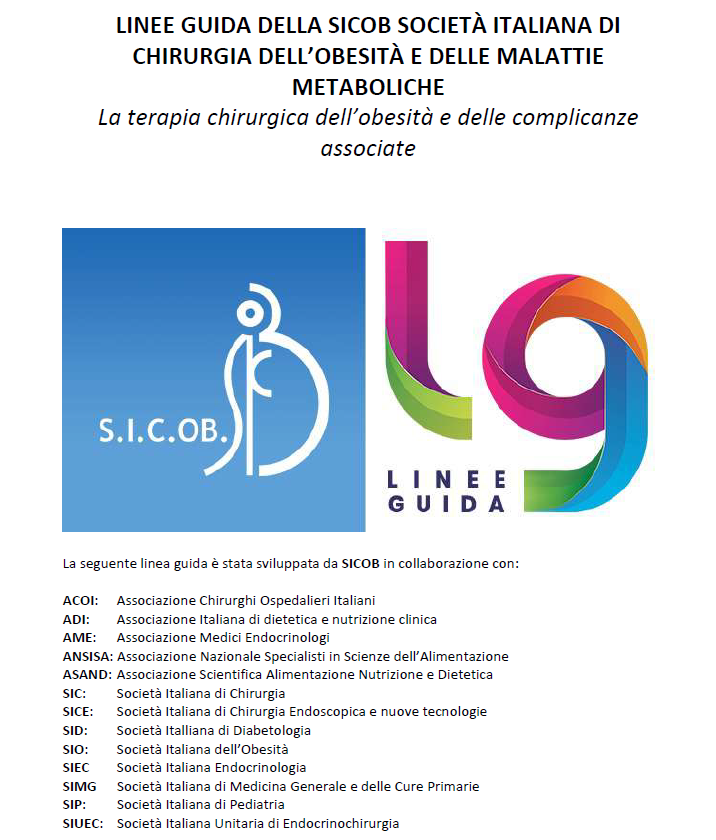 LINEE GUIDA DELLA SICOB SOCIETÀ ITALIANA DI
CHIRURGIA DELL’OBESITÀ E DELLE MALATTIE
METABOLICHE
La terapia chirurgica dell’obesità e delle complicanze
associate
S.I.C.OB.
lg
LINEE
GUIDA
La seguente linea guida è stata sviluppata da SICOB in collaborazione con:
ACOI: Associazione Chirurghi Ospedalieri Italiani
ADI: Associazione Italiana di dietetica e nutrizione clinica
AME: Associazione Medici Endocrinologi
ANSISA: Associazione Nazionale Specialisti in Scienze dell’Alimentazione
ASAND: Associazione Scientifica Alimentazione Nutrizione e Dietetica
SIC: Società Italiana di Chirurgia
SICE: Società Italiana di Chirurgia Endoscopica e nuove tecnologie
SID: Società Italliana di Diabetologia
SIO: Società Italiana dell’Obesità
SIEC Società Italiana Endocrinologia
SIMG Società Italiana di Medicina Generale e delle Cure Primarie
SIP: Società Italiana di Pediatria
SIUEC: Società Italiana Unitaria di Endocrinochirurgia